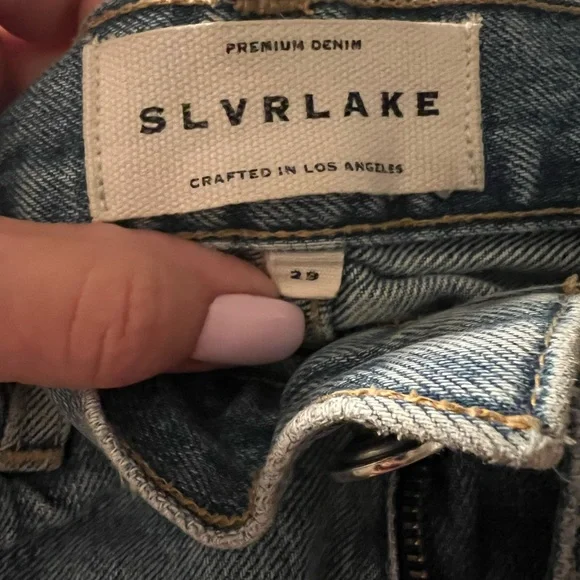 PREMIUM DENIM
SLVRLAKE
CRAFTED IN LOS ANGELES
29